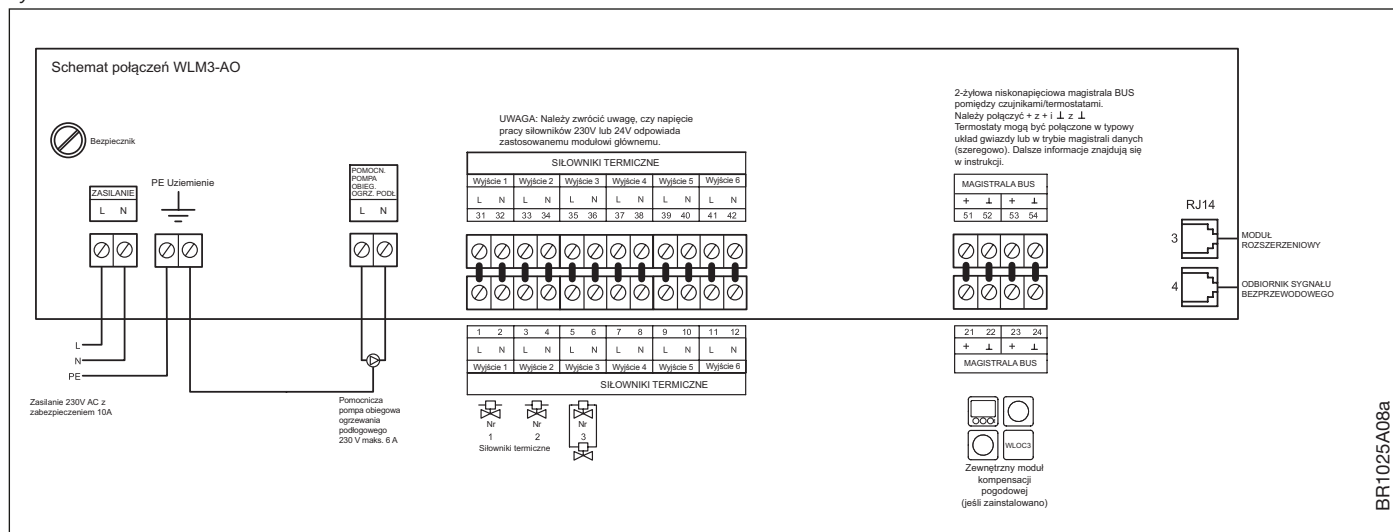 Schemat połączeń WLM3-AO
Bezpiecznik
ZASILANIE
L N
PE Uziemienie
POMOCN.
POMPA
OBIEG.
OGRZ. PODŁ
L N
UWAGA: Należy zwrócić uwagę, czy napięcie
pracy siłowników 230V lub 24V odpowiada
zastosowanemu modułowi głównemu.
SIŁOWNIKI TERMICZNE
Wyjście 1 Wyjście 2 Wyjście 3 Wyjście 4 Wyjście 5 Wyjście 6
L N L N L N L N L N L N
31 32 33 34 35 36 37 38 39 40 41 42
2-żyłowa niskonapięciowa magistrala BUS
pomiędzy czujnikami/termostatami.
Należy połączyć + z + i ⊥ z ⊥
Termostaty mogą być połączone w typowy
układ gwiazdy lub w trybie magistrali danych
(szeregowo). Dalsze informacje znajdują się
w instrukcji.
MAGISTRALA BUS
+ ⊥ + ⊥
51 52 53 54
RJ14
3
MODUŁ
ROZSZERZENIOWY
4
ODBIORNIK SYGNAŁU
BEZPRZEWODOWEGO
L
N
PE
Zasilanie 230V AC z
zabezpieczeniem 10A
Pomocnicza
pompa obiegowa
ogrzewania
podłogowego
230 V maks. 6 A
1 2 3 4 5 6 7 8 9 10 11 12
L N L N L N L N L N L N
Wyjście 1 Wyjście 2 Wyjście 3 Wyjście 4 Wyjście 5 Wyjście 6
SIŁOWNIKI TERMICZNE
Nr Nr Nr
1 2 3
Siłowniki termiczne
21 22 23 24
+ ⊥ + ⊥
MAGISTRALA BUS
WLOC3
Zewnętrzny moduł
kompensacji
pogodowej
(jeśli zainstalowano)
BR1025A08a